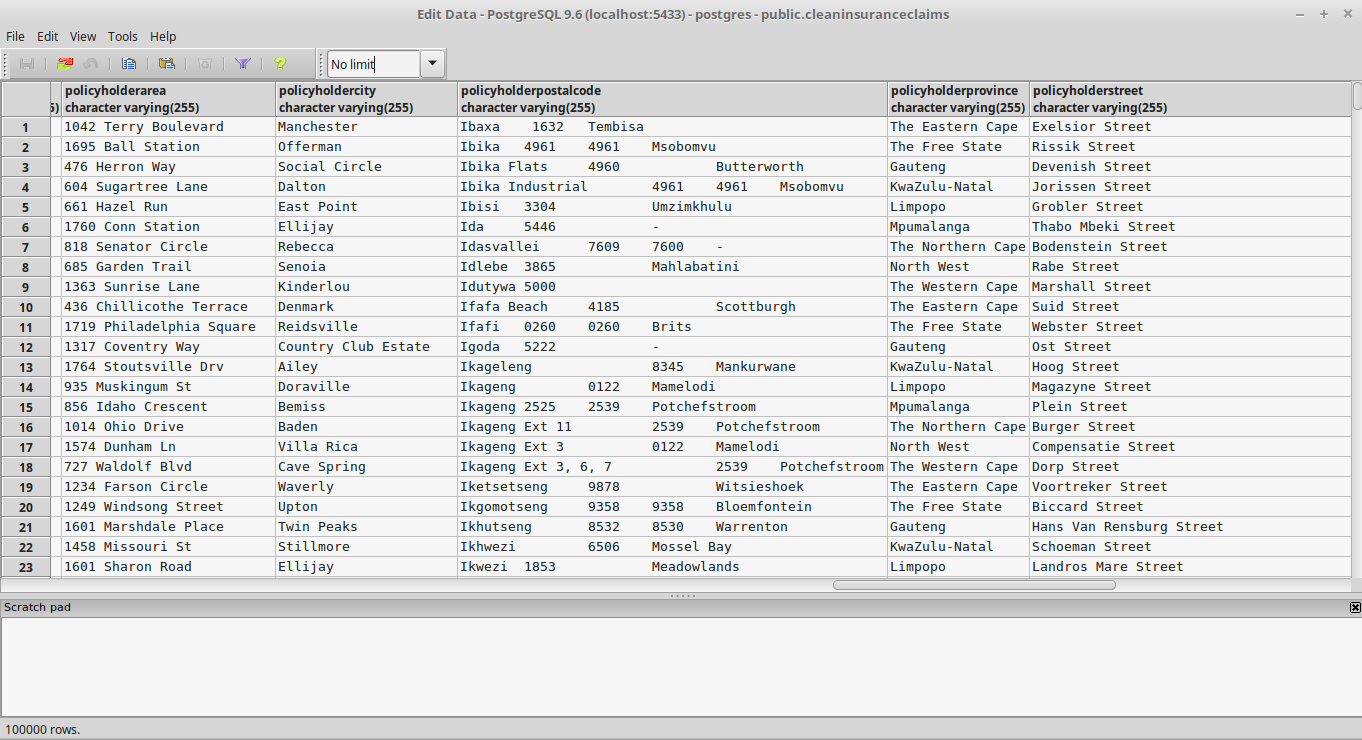 Edit Data - PostgreSQL 9.6 (localhost:5433) - postgres - public.cleaninsuranceclaims
File Edit View Tools Help
No limit
policyholderarea policyholdercity policyholderpostalcode policyholderprovince policyholderstreet
5) character varying(255) character varying(255) character varying(255) character varying(255) character varying(255)
1 1042 Terry Boulevard Manchester Ibaxa 1632 Tembisa The Eastern Cape Exelsior Street
2 1695 Ball Station Offerman Ibika 4961 4961 Msobomvu The Free State Rissik Street
3 476 Herron Way Social Circle Ibika Flats 4960 Butterworth Gauteng Devenish Street
4 604 Sugartree Lane Dalton Ibika Industrial 4961 4961 Msobomvu KwaZulu-Natal Jorissen Street
5 661 Hazel Run East Point Ibisi 3304 Umzimkhulu Limpopo Grobler Street
6 1760 Conn Station Ellijay Ida 5446 - Mpumalanga Thabo Mbeki Street
7 818 Senator Circle Rebecca Idasvallei 7609 7600 - The Northern Cape Bodenstein Street
8 685 Garden Trail Senoia Idlebe 3865 Mahlabatini North West Rabe Street
9 1363 Sunrise Lane Kinderlou Idutywa 5000 The Western Cape Marshall Street
10 436 Chillicothe Terrace Denmark Ifafa Beach 4185 Scottburgh The Eastern Cape Suid Street
11 1719 Philadelphia Square Reidsville Ifafi 0260 0260 Brits The Free State Webster Street
12 1317 Coventry Way Country Club Estate Igoda 5222 - Gauteng Ost Street
13 1764 Stoutsville Drv Ailey Ikageleng 8345 Mankurwane KwaZulu-Natal Hoog Street
14 935 Muskingum St Doraville Ikageng 0122 Mamelodi Limpopo Magazyne Street
15 856 Idaho Crescent Bemiss Ikageng 2525 2539 Potchefstroom Mpumalanga Plein Street
16 1014 Ohio Drive Baden Ikageng Ext 11 2539 Potchefstroom The Northern Cape Burger Street
17 1574 Dunham Ln Villa Rica Ikageng Ext 3 0122 Mamelodi North West Compensatie Street
18 727 Waldolf Blvd Cave Spring Ikageng Ext 3, 6, 7 2539 Potchefstroom The Western Cape Dorp Street
19 1234 Farson Circle Waverly Iketsetseng 9878 Witsieshoek The Eastern Cape Voortreker Street
20 1249 Windsong Street Upton Ikgomotseng 9358 9358 Bloemfontein The Free State Biccard Street
21 1601 Marshdale Place Twin Peaks Ikhutseng 8532 8530 Warrenton Gauteng Hans Van Rensburg Street
22 1458 Missouri St Stillmore Ikhwezi 6506 Mossel Bay KwaZulu-Natal Schoeman Street
23 1601 Sharon Road Ellijay Ikwezi 1853 Meadowlands Limpopo Landros Mare Street
Scratch pad
100000 rows.